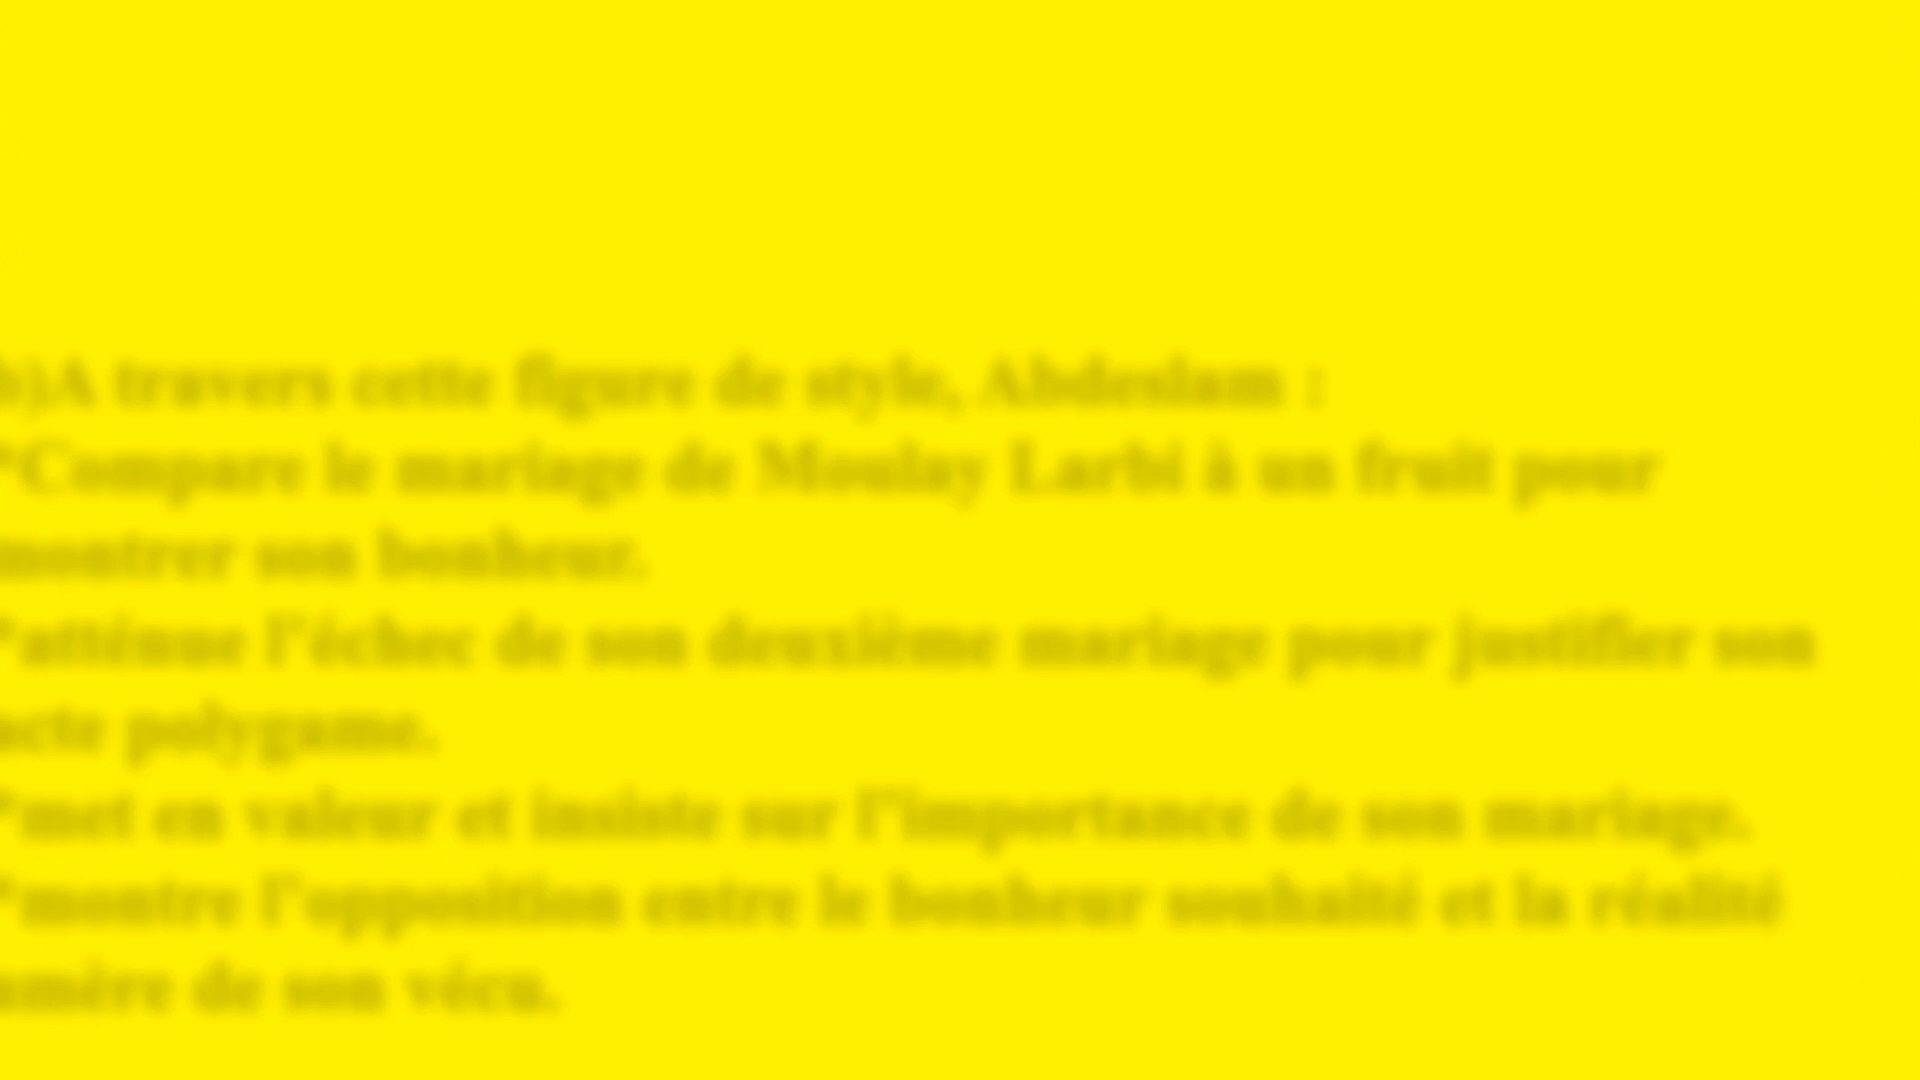 b)A travers cette figure de style, Abdeslam :
*Compare le mariage de Moulay Larbi à un fruit pour
montrer son bonheur.
*atténue l'échec de son deuxième mariage pour justifier son
acte polygame.
*met en valeur et insiste sur l'importance de son mariage.
*montre l'opposition entre le bonheur souhaité et la réalité
amère de son vécu.